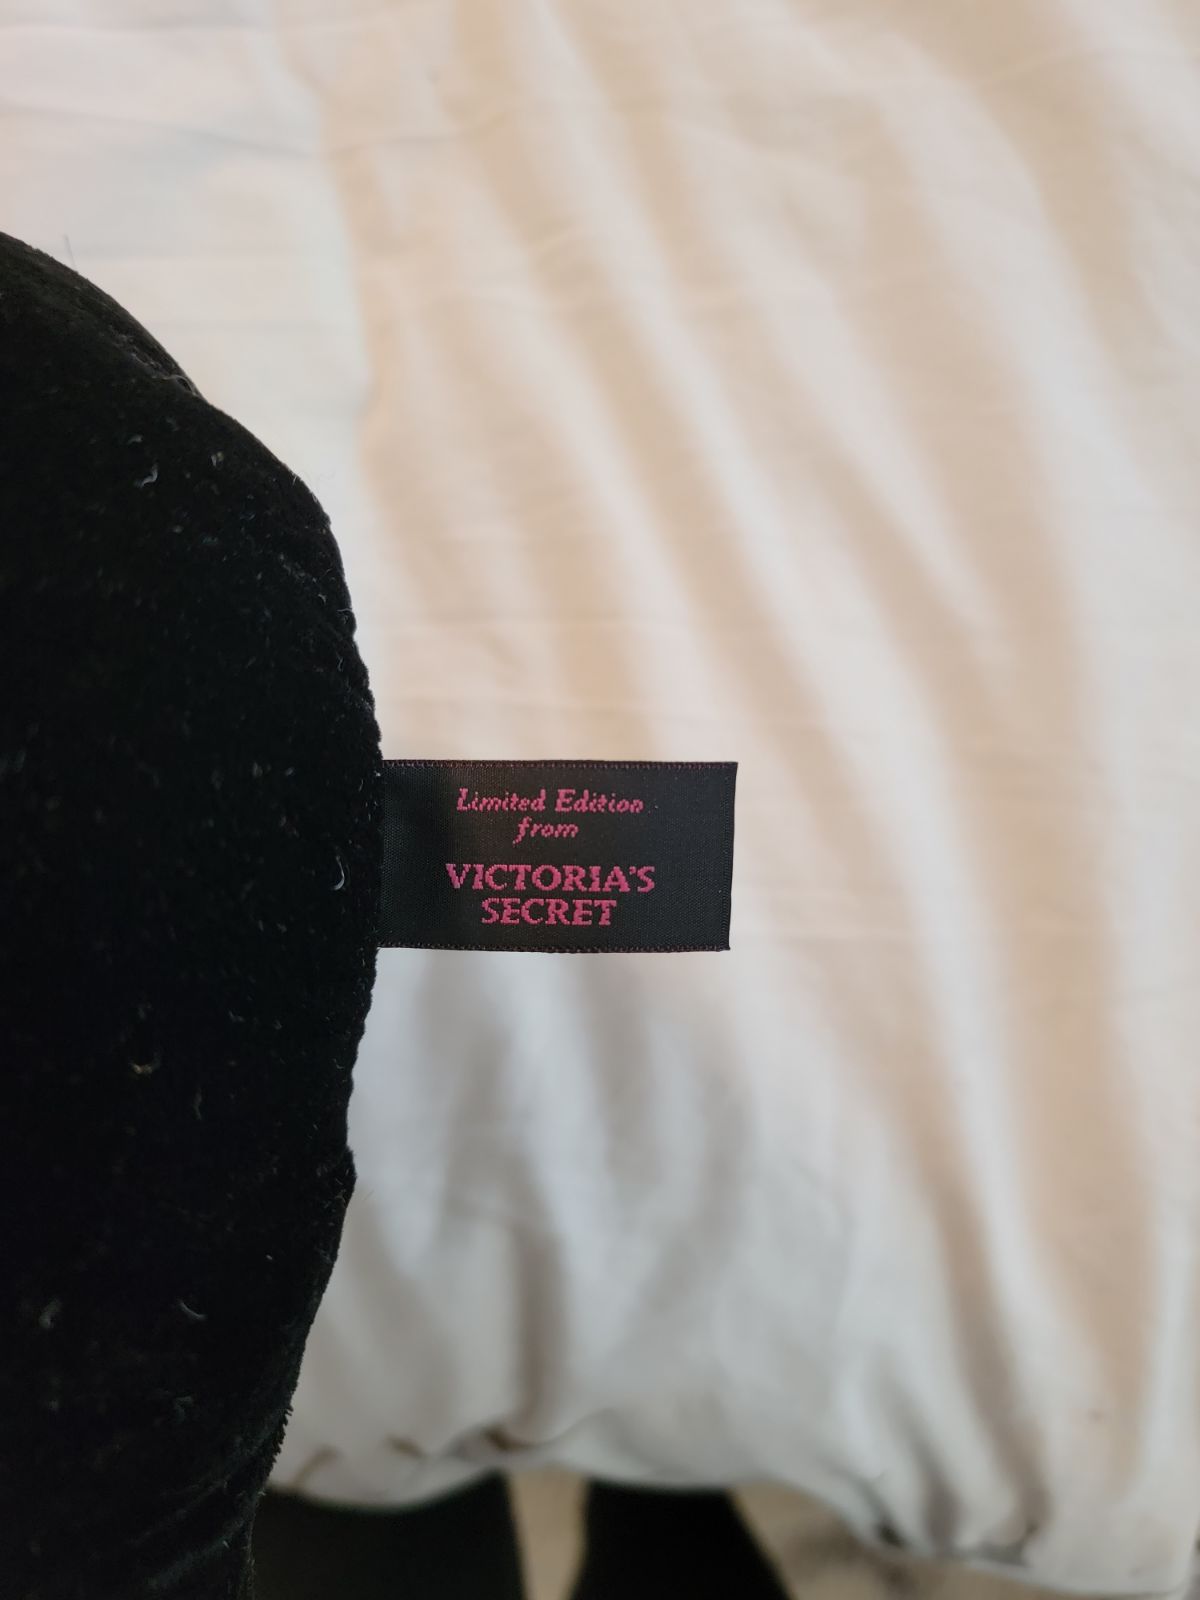 Limited Edition
from
VICTORIA'S
SECRET